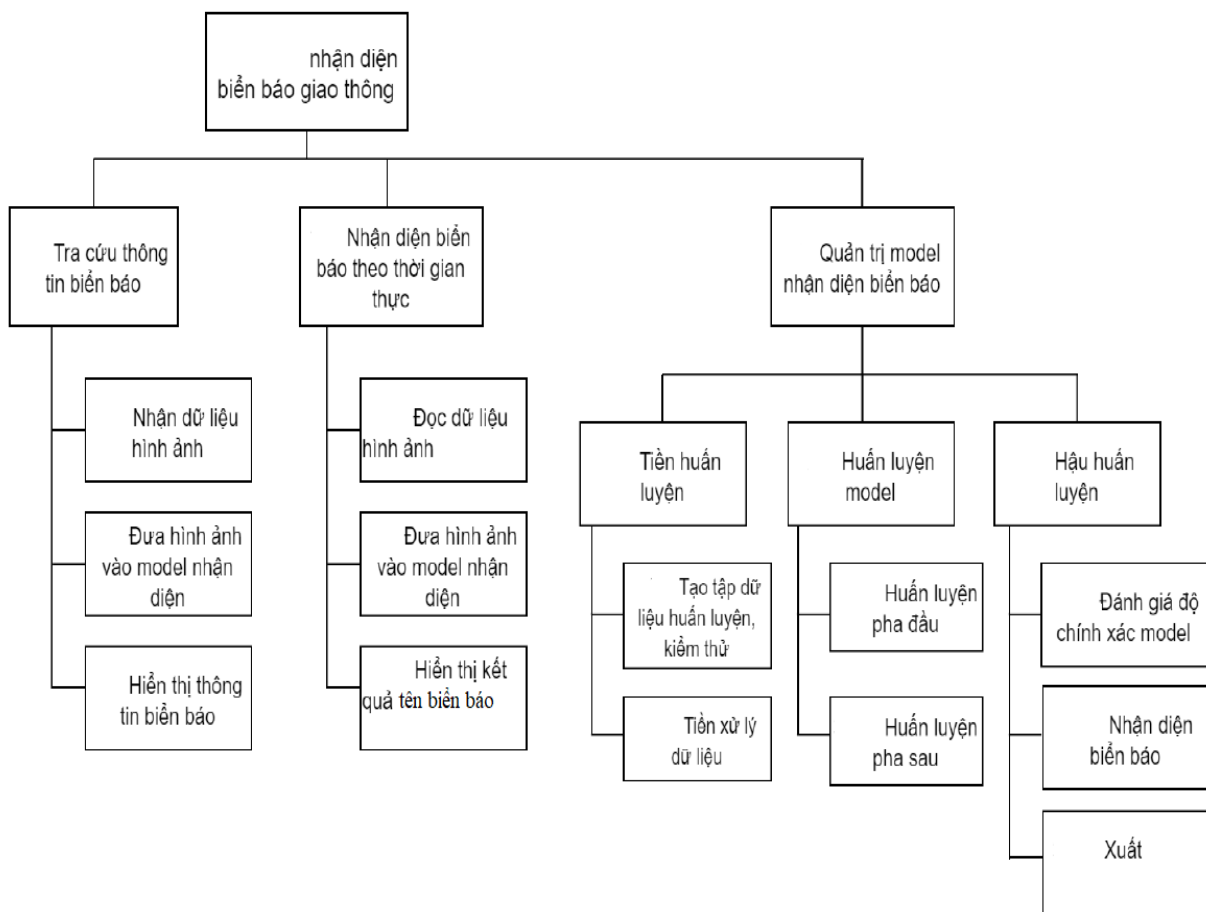 nhận diện
biển báo giao thông
Tra cứu thông
tin biển báo
Nhận diện biển
báo theo thời gian
thực
Quản trị model
nhận diện biển báo
Nhận dữ liệu
hình ảnh
Đưa hình ảnh
vào model nhận
diện
Hiển thị thông
tin biển báo
Đọc dữ liệu
hình ảnh
Đưa hình ảnh
vào model nhận
diện
Hiển thị kết
quả tên biển báo
Tiền huấn
luyện
Huấn luyện
model
Hậu huấn
luyện
Tạo tập dữ
liệu huấn luyện,
kiểm thử
Tiền xử lý
dữ liệu
Huấn luyện
pha đầu
Huấn luyện
pha sau
Đánh giá độ
chính xác model
Nhận diện
biển báo
Xuất